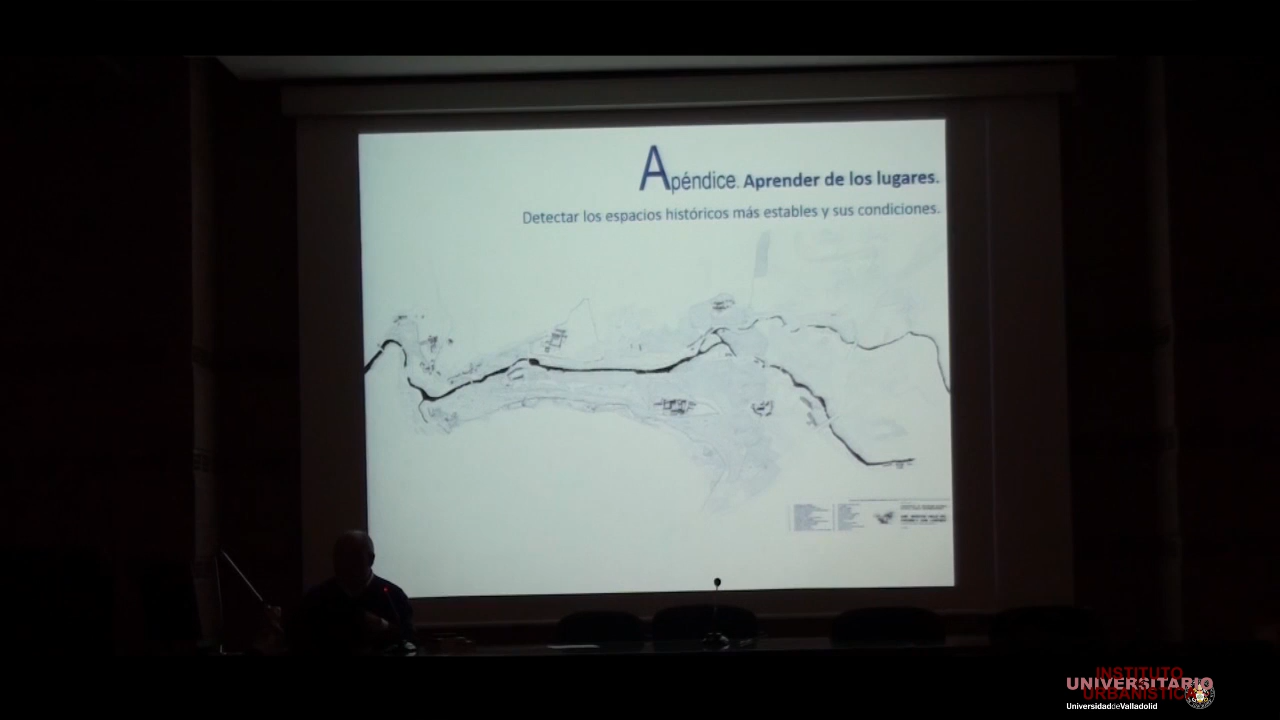 Apéndice. Aprender de los lugares.
Detectar los espacios históricos más estables y sus condiciones.
INSTITUTO
UNIVERSITARIO
URBANÍSTICA
UniversidaddeValladolid